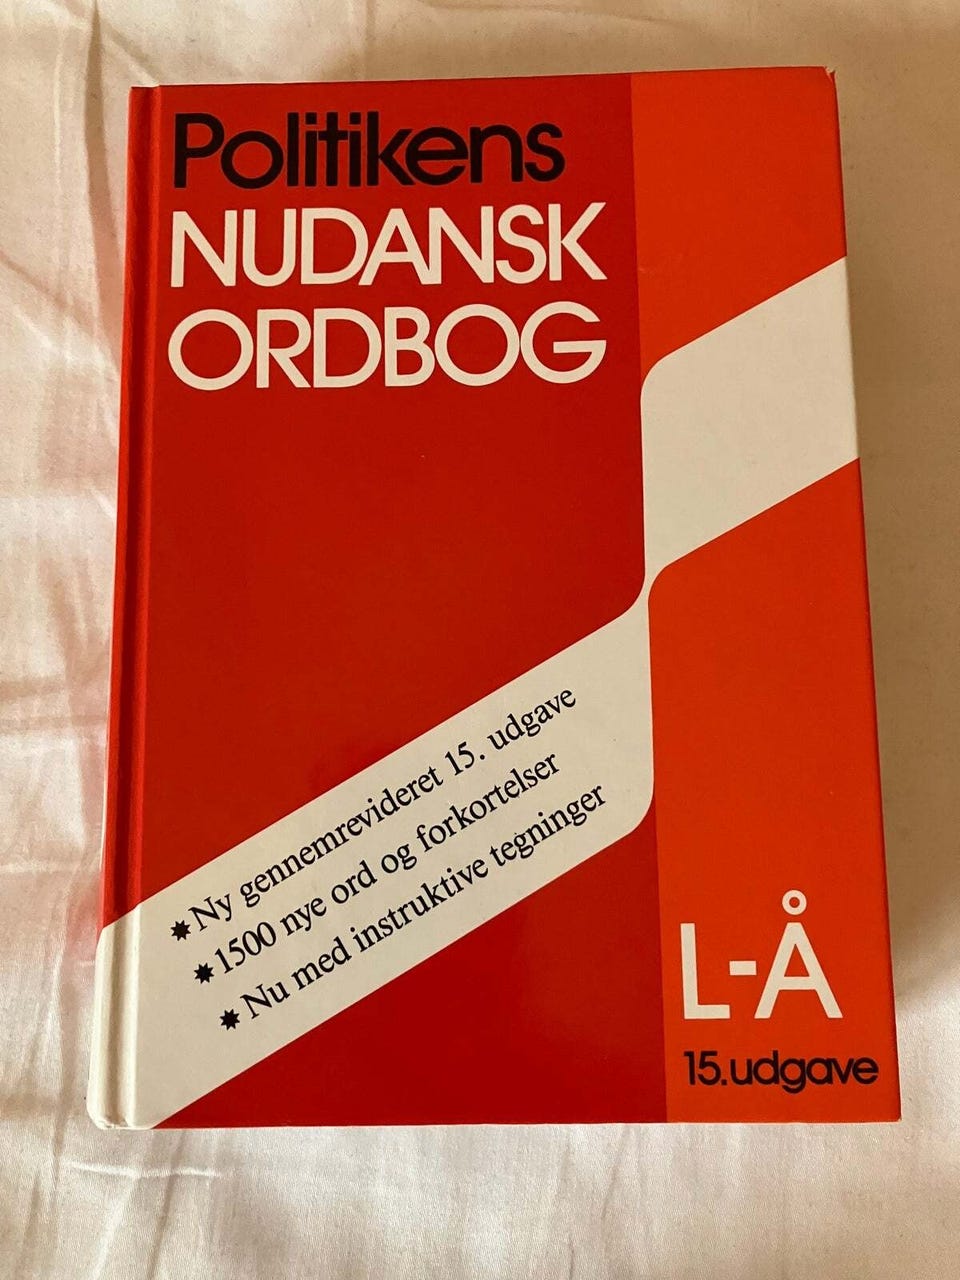 Politikens
NUDANSK
ORDBOG
✷ Ny gennemrevideret 15. udgave
✷ 1500 nye ord og forkortelser
✷ Nu med instruktive tegninger
L-Å
15. udgave